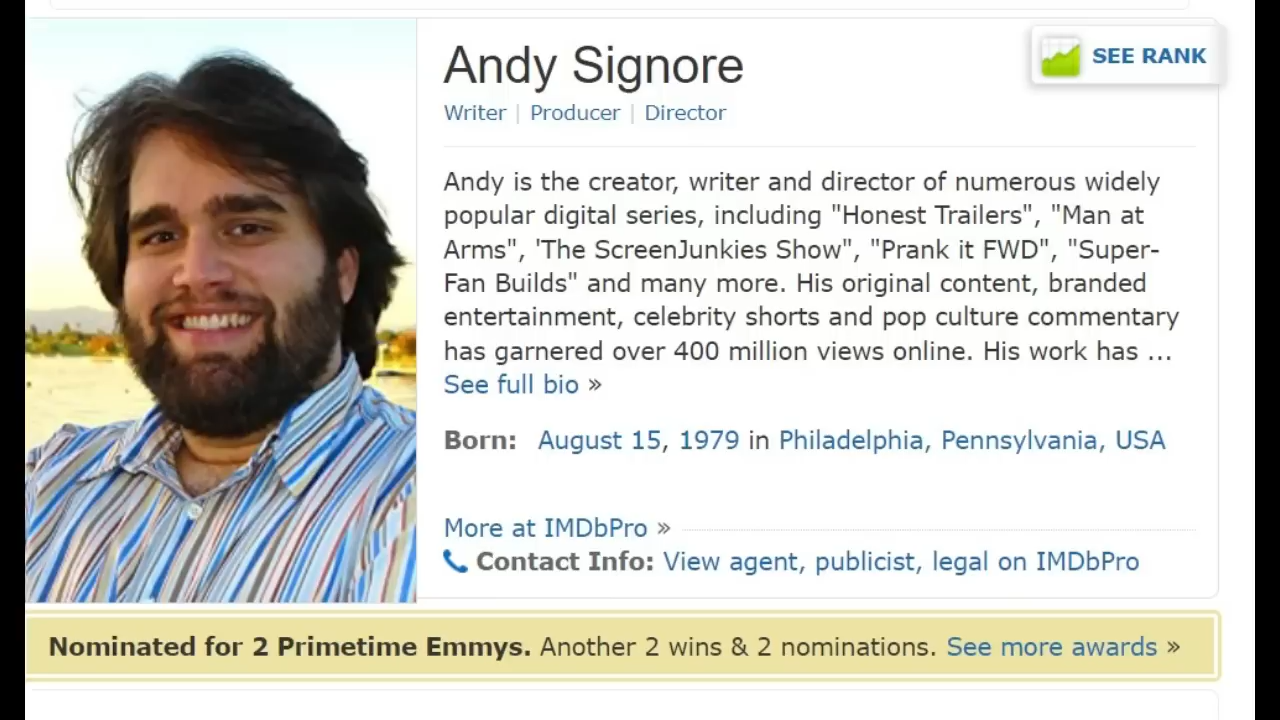 Andy Signore
SEE RANK
Writer | Producer | Director
Andy is the creator, writer and director of numerous widely
popular digital series, including "Honest Trailers", "Man at
Arms", 'The ScreenJunkies Show", "Prank it FWD", "Super-
Fan Builds" and many more. His original content, branded
entertainment, celebrity shorts and pop culture commentary
has garnered over 400 million views online. His work has ...
See full bio »
Born: August 15, 1979 in Philadelphia, Pennsylvania, USA
More at IMDbPro »
Contact Info: View agent, publicist, legal on IMDbPro
Nominated for 2 Primetime Emmys. Another 2 wins & 2 nominations. See more awards »